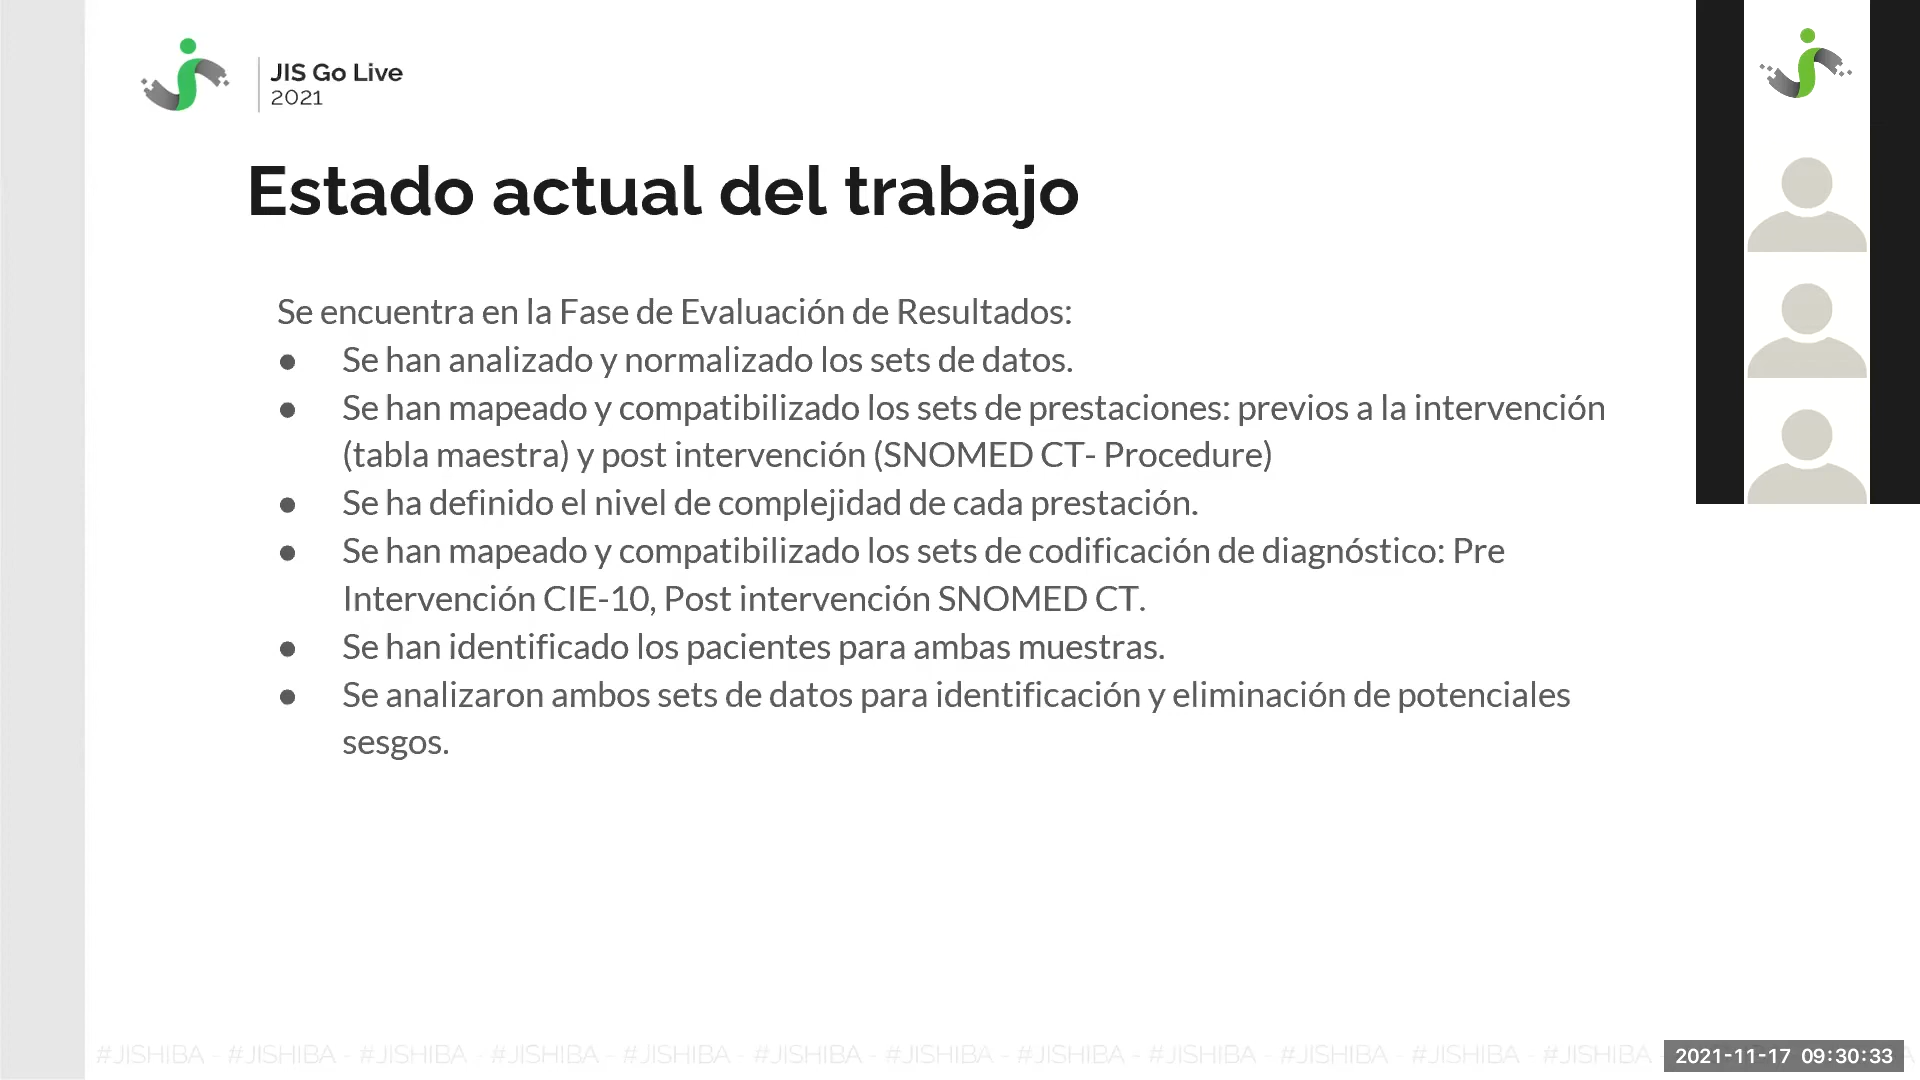 JIS Go Live
2021
Estado actual del trabajo
Se encuentra en la Fase de Evaluación de Resultados:
● Se han analizado y normalizado los sets de datos.
● Se han mapeado y compatibilizado los sets de prestaciones: previos a la intervención
(tabla maestra) y post intervención (SNOMED CT- Procedure)
● Se ha definido el nivel de complejidad de cada prestación.
● Se han mapeado y compatibilizado los sets de codificación de diagnóstico: Pre
Intervención CIE-10, Post intervención SNOMED CT.
● Se han identificado los pacientes para ambas muestras.
● Se analizaron ambos sets de datos para identificación y eliminación de potenciales
sesgos.
#JISHIBA - #JISHIBA - #JISHIBA - #JISHIBA - #JISHIBA - #JISHIBA - #JISHIBA - #JISHIBA - #JISHIBA - #JISHIBA - #JISHIBA - #JISHIBA -
2021-11-17 09:30:33